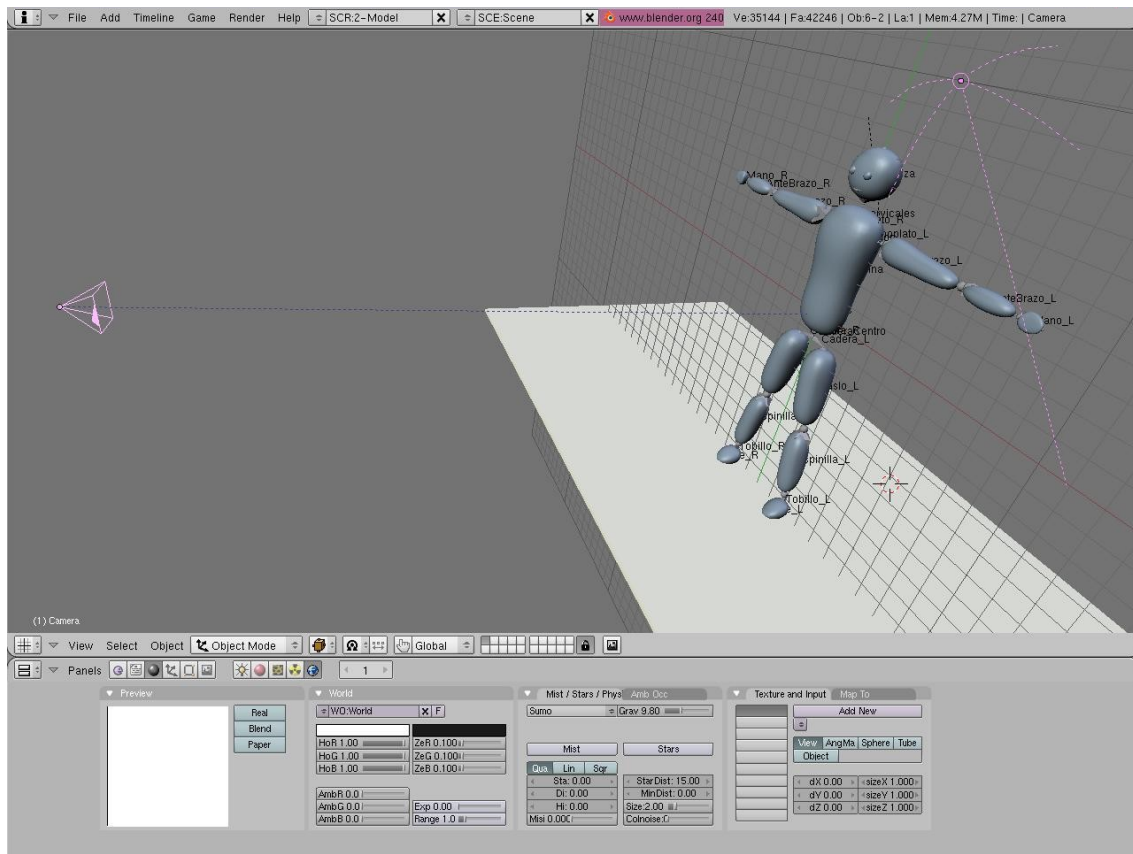 File Add Timeline Game Render Help SCR:2-Model SCE:Scene www.blender.org 240 Ve:35144 | Fa:42246 | Ob:6-2 | La:1 | Mem:4.27M | Time: | Camera
Mano_R
AnteBrazo_R
Cadera_L
Espinilla_L
Tobillo_R
Tobillo_L
(1) Camera
View Select Object Object Mode Global
Panels 1
Preview
Real
Blend
Paper
World
WO:World F
HoR 1.00 ZeR 0.100
HoG 1.00 ZeG 0.100
HoB 1.00 ZeB 0.100
AmbR 0.0
AmbG 0.0 Exp 0.00
AmbB 0.0 Range 1.0
Mist / Stars / Phys Amb Occ
Sumo Grav 9.80
Mist Stars
Qua Lin Sqr
Sta: 0.00 StarDist: 15.00
Di: 0.00 MinDist: 0.00
Hi: 0.00 Size:2.00
Misi 0.00 Colnoise:
Texture and Input Map To
Add New
View AngMa Sphere Tube
Object
dX 0.00 sizeX 1.000
dY 0.00 sizeY 1.000
dZ 0.00 sizeZ 1.000